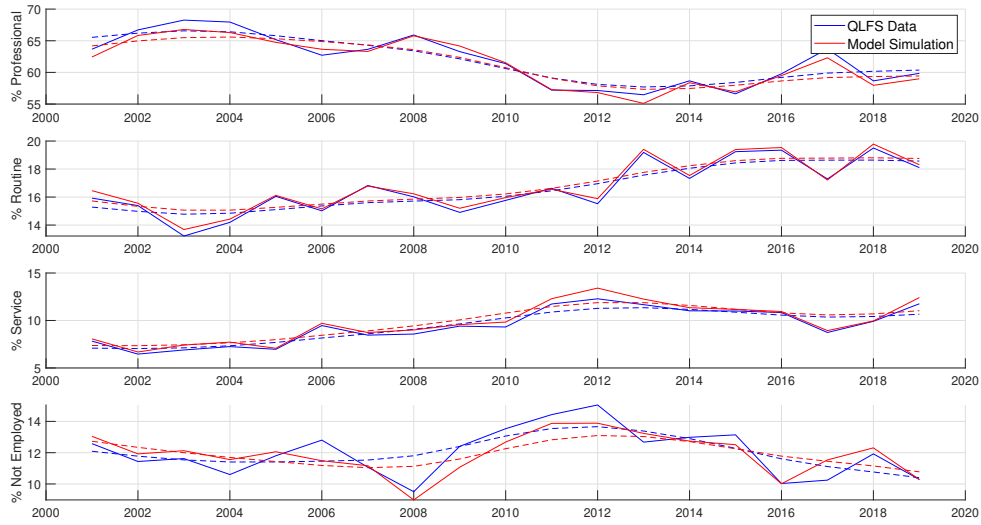 70
65
60
55
% Professional
QLFS Data
Model Simulation
2000 2002 2004 2006 2008 2010 2012 2014 2016 2018 2020
20
18
16
14
% Routine
2000 2002 2004 2006 2008 2010 2012 2014 2016 2018 2020
15
10
5
% Service
2000 2002 2004 2006 2008 2010 2012 2014 2016 2018 2020
14
12
10
% Not Employed
2000 2002 2004 2006 2008 2010 2012 2014 2016 2018 2020